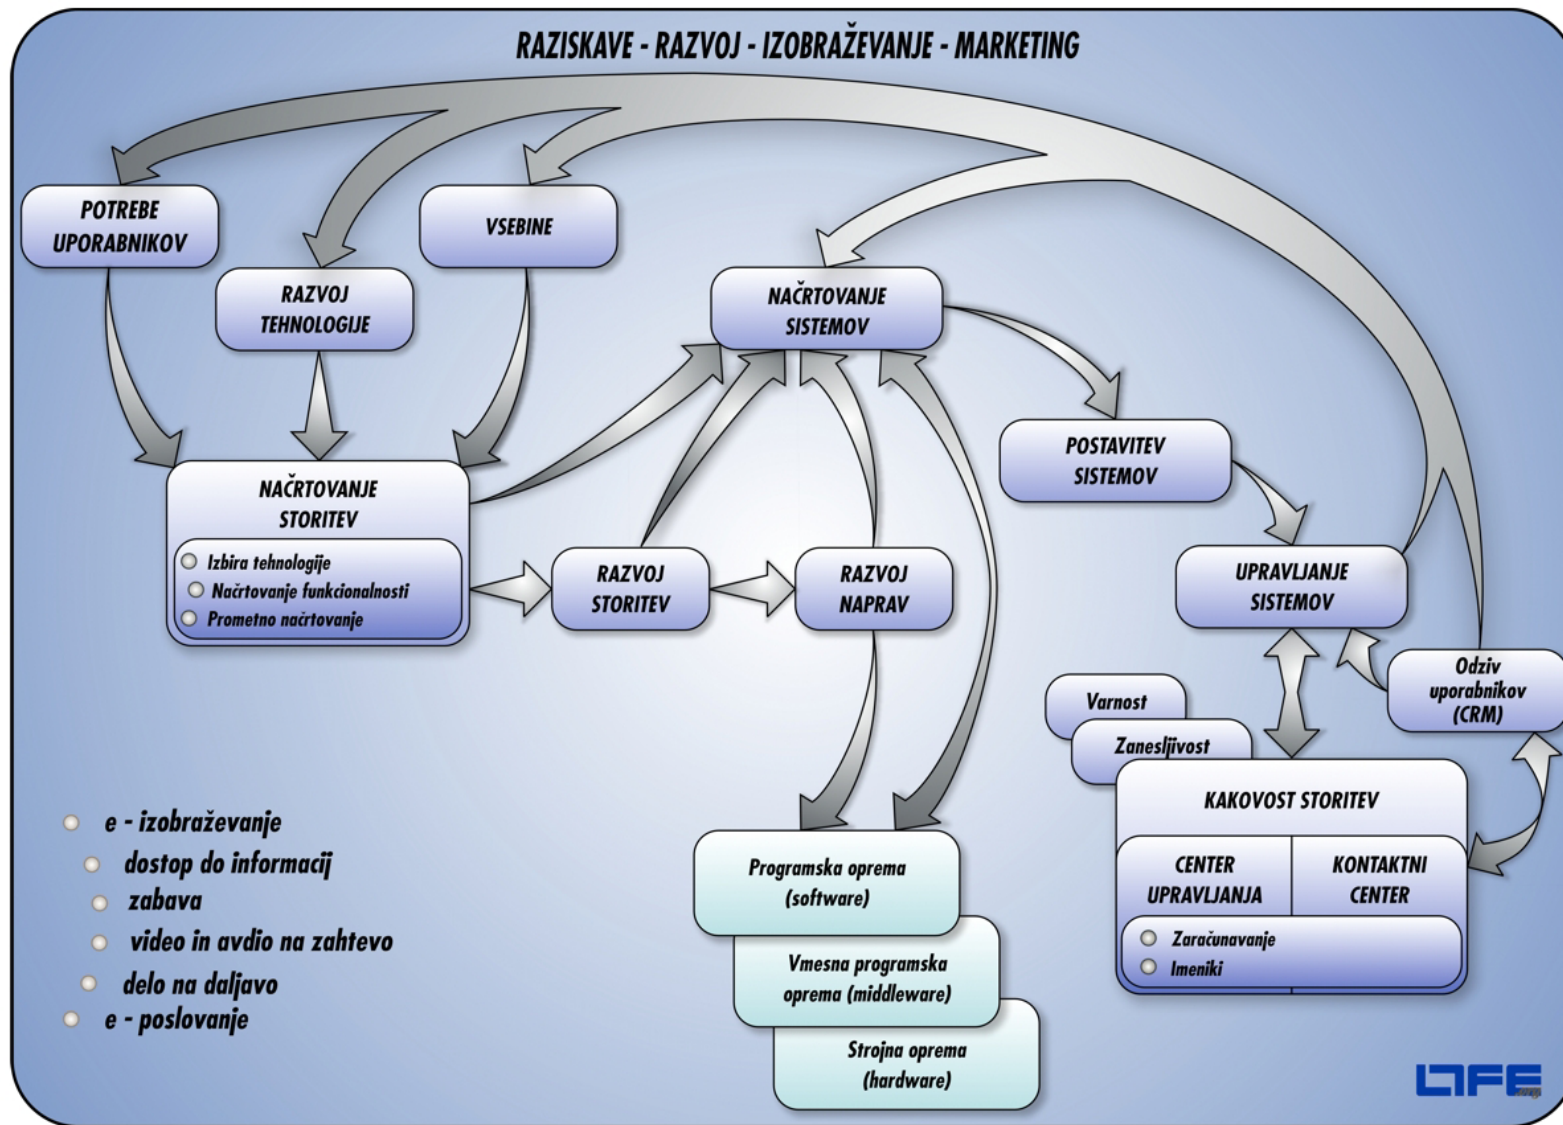 RAZISKAVE - RAZVOJ - IZOBRAŽEVANJE - MARKETING
POTREBE
UPORABNIKOV
VSEBINE
RAZVOJ
TEHNOLOGIJE
NAČRTOVANJE
SISTEMOV
POSTAVITEV
SISTEMOV
NAČRTOVANJE
STORITEV
Izbira tehnologije
Načrtovanje funkcionalnosti
Prometno načrtovanje
RAZVOJ
STORITEV
RAZVOJ
NAPRAV
UPRAVLJANJE
SISTEMOV
Odziv
uporabnikov
(CRM)
Varnost
Zanesljivost
KAKOVOST STORITEV
CENTER
UPRAVLJANJA
KONTAKTNI
CENTER
Zaračunavanje
Imeniki
e - izobraževanje
dostop do informacij
zabava
video in avdio na zahtevo
delo na daljavo
e - poslovanje
Programska oprema
(software)
Vmesna programska
oprema (middleware)
Strojna oprema
(hardware)
LTFE